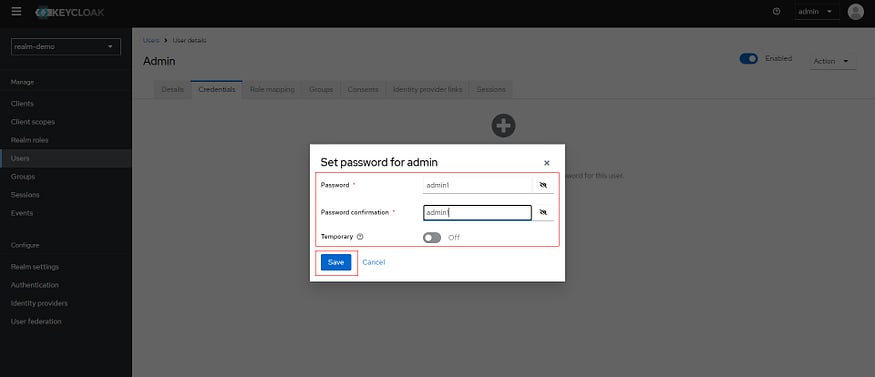 KEYCLOAK
admin
realm-demo
Users > User details
Admin
Enabled
Action
Manage
Details Credentials Role mapping Groups Consents Identity provider links Sessions
Clients
Client scopes
Realm roles
Users
Groups
Sessions
Events
Set password for admin ×
Password * admin1
Password confirmation * admin1
Temporary Off
Save Cancel
sword for this user.
Configure
Realm settings
Authentication
Identity providers
User federation